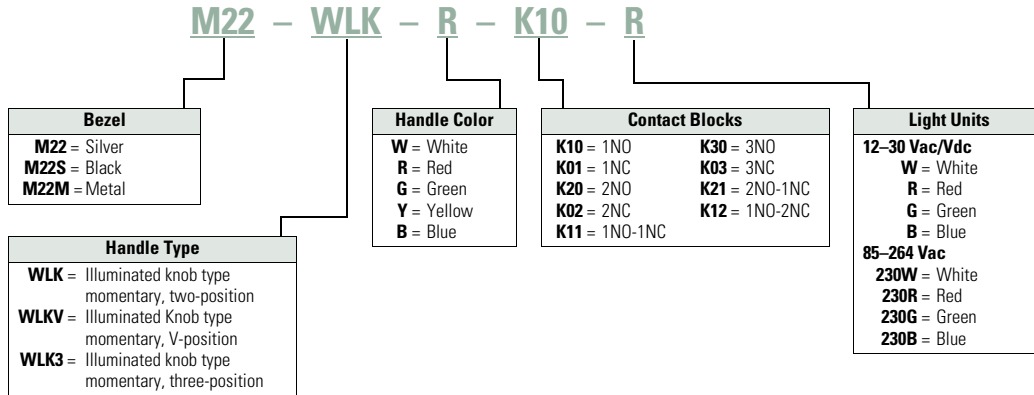 M22 – WLK – R – K10 – R
Bezel
M22 = Silver
M22S = Black
M22M = Metal
Handle Type
WLK = Illuminated knob type
momentary, two-position
WLKV = Illuminated Knob type
momentary, V-position
WLK3 = Illuminated knob type
momentary, three-position
Handle Color
W = White
R = Red
G = Green
Y = Yellow
B = Blue
Contact Blocks
K10 = 1NO
K01 = 1NC
K20 = 2NO
K02 = 2NC
K11 = 1NO-1NC
K30 = 3NO
K03 = 3NC
K21 = 2NO-1NC
K12 = 1NO-2NC
Light Units
12–30 Vac/Vdc
W = White
R = Red
G = Green
B = Blue
85–264 Vac
230W = White
230R = Red
230G = Green
230B = Blue